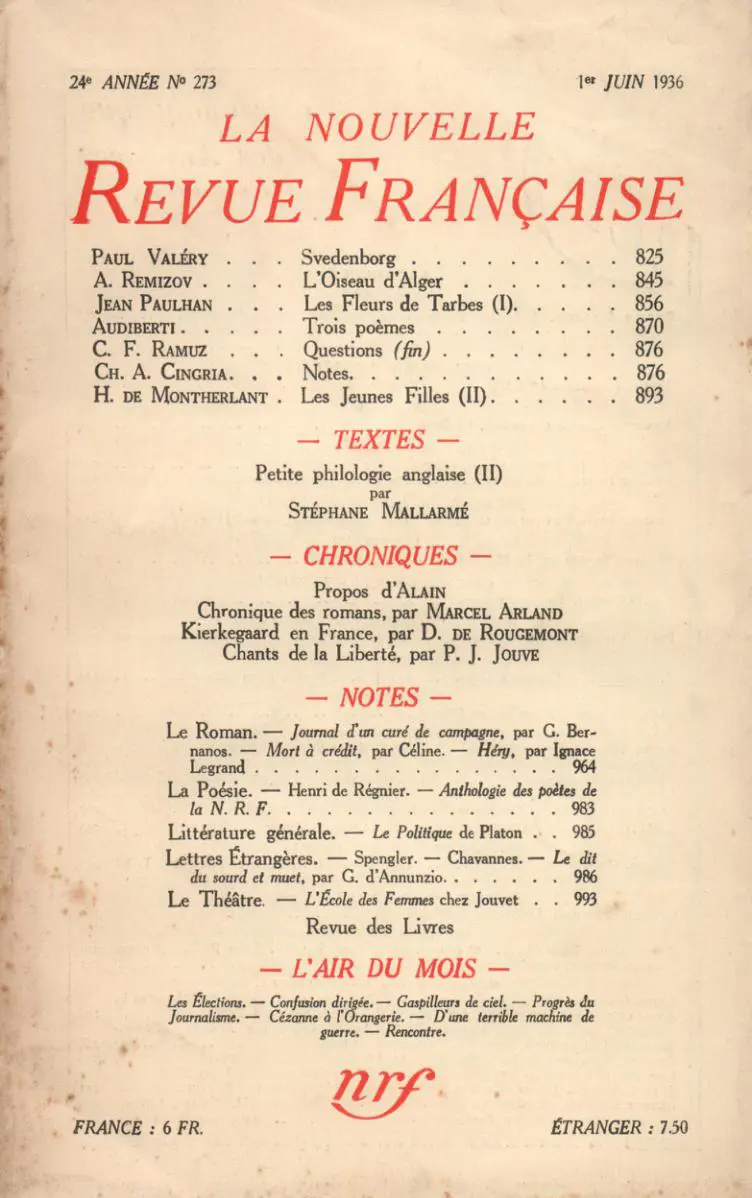 24e ANNÉE No 273 1er JUIN 1936
LA NOUVELLE
REVUE FRANÇAISE
PAUL VALÉRY . . . Svedenborg . . . . . . . . . 825
A. REMIZOV . . . . L'Oiseau d'Alger . . . . . . . 845
JEAN PAULHAN . . . Les Fleurs de Tarbes (I). . . . . 856
AUDIBERTI. . . . . Trois poèmes . . . . . . . . 870
C. F. RAMUZ . . . Questions (fin) . . . . . . . . 876
CH. A. CINGRIA. . . Notes. . . . . . . . . . . . 876
H. DE MONTHERLANT . Les Jeunes Filles (II). . . . . . 893
— TEXTES —
Petite philologie anglaise (II)
par
STÉPHANE MALLARMÉ
— CHRONIQUES —
Propos d'ALAIN
Chronique des romans, par MARCEL ARLAND
Kierkegaard en France, par D. DE ROUGEMONT
Chants de la Liberté, par P. J. JOUVE
— NOTES —
Le Roman. — Journal d'un curé de campagne, par G. Ber-
nanos. — Mort à crédit, par Céline. — Héry, par Ignace
Legrand . . . . . . . . . . . . . . . . 964
La Poésie. — Henri de Régnier. — Anthologie des poètes de
la N. R. F. . . . . . . . . . . . . . . . 983
Littérature générale. — Le Politique de Platon . . 985
Lettres Étrangères. — Spengler. — Chavannes. — Le dit
du sourd et muet, par G. d'Annunzio. . . . . . . 986
Le Théâtre. — L'École des Femmes chez Jouvet . . 993
Revue des Livres
— L'AIR DU MOIS —
Les Élections. — Confusion dirigée. — Gaspilleurs de ciel. — Progrès du
Journalisme. — Cézanne à l'Orangerie. — D'une terrible machine de
guerre. — Rencontre.
nrf
FRANCE : 6 FR. ÉTRANGER : 7.50